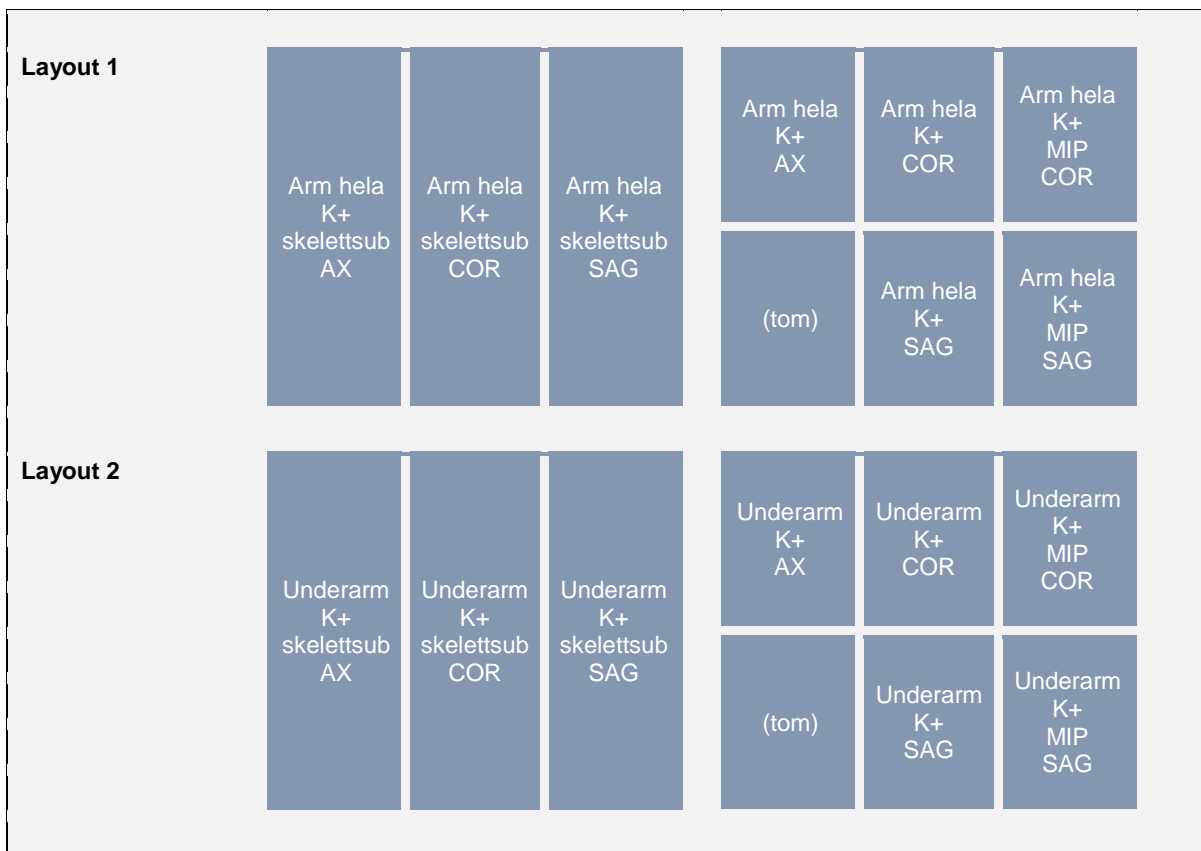 Layout 1
Arm hela
K+
skelettsub
AX
Arm hela
K+
skelettsub
COR
Arm hela
K+
skelettsub
SAG
Arm hela
K+
AX
Arm hela
K+
COR
Arm hela
K+
MIP
COR
(tom)
Arm hela
K+
SAG
Arm hela
K+
MIP
SAG
Layout 2
Underarm
K+
skelettsub
AX
Underarm
K+
skelettsub
COR
Underarm
K+
skelettsub
SAG
Underarm
K+
AX
Underarm
K+
COR
Underarm
K+
MIP
COR
(tom)
Underarm
K+
SAG
Underarm
K+
MIP
SAG